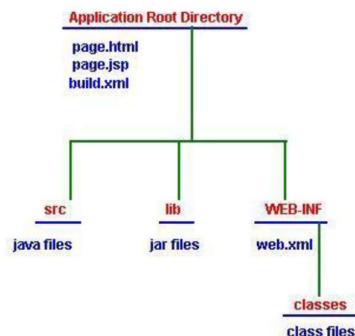 Application Root Directory
page.html
page.jsp
build.xml
src
lib
WEB-INF
java files
jar files
web.xml
classes
class files